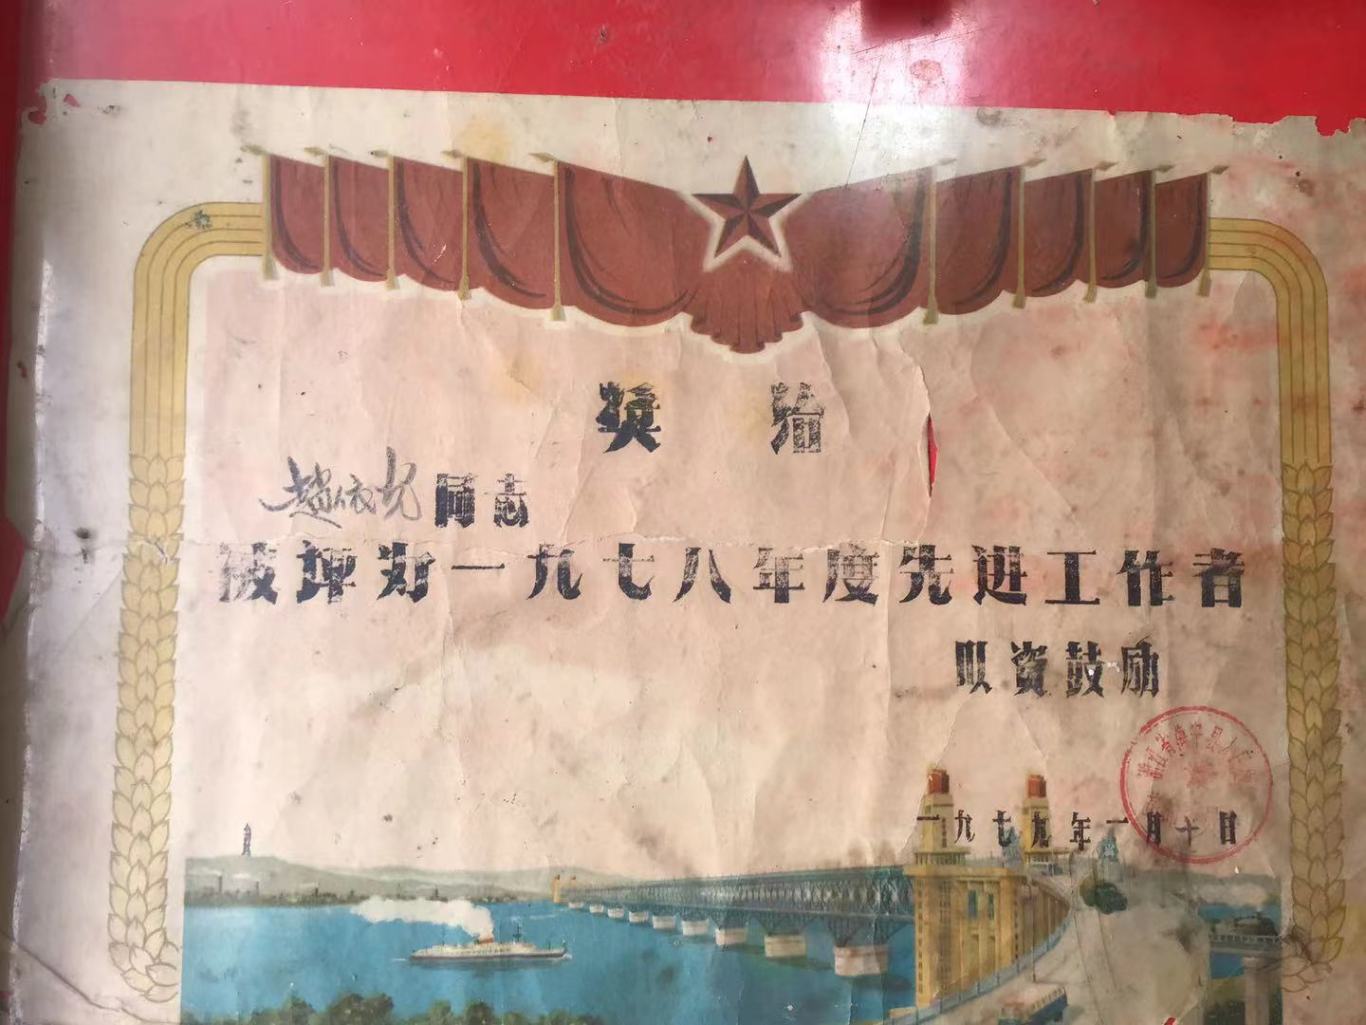 奖给
同志
被评为一九七八年度先进工作者
以资鼓励
一九七九年一月十日